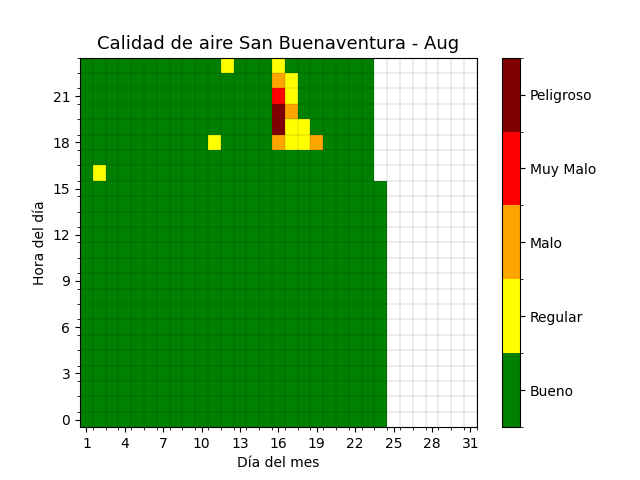 Calidad de aire San Buenaventura - Aug
Peligroso
Muy Malo
Malo
Regular
Bueno
Hora del día
21
18
15
12
9
6
3
0
1 4 7 10 13 16 19 22 25 28 31
Día del mes